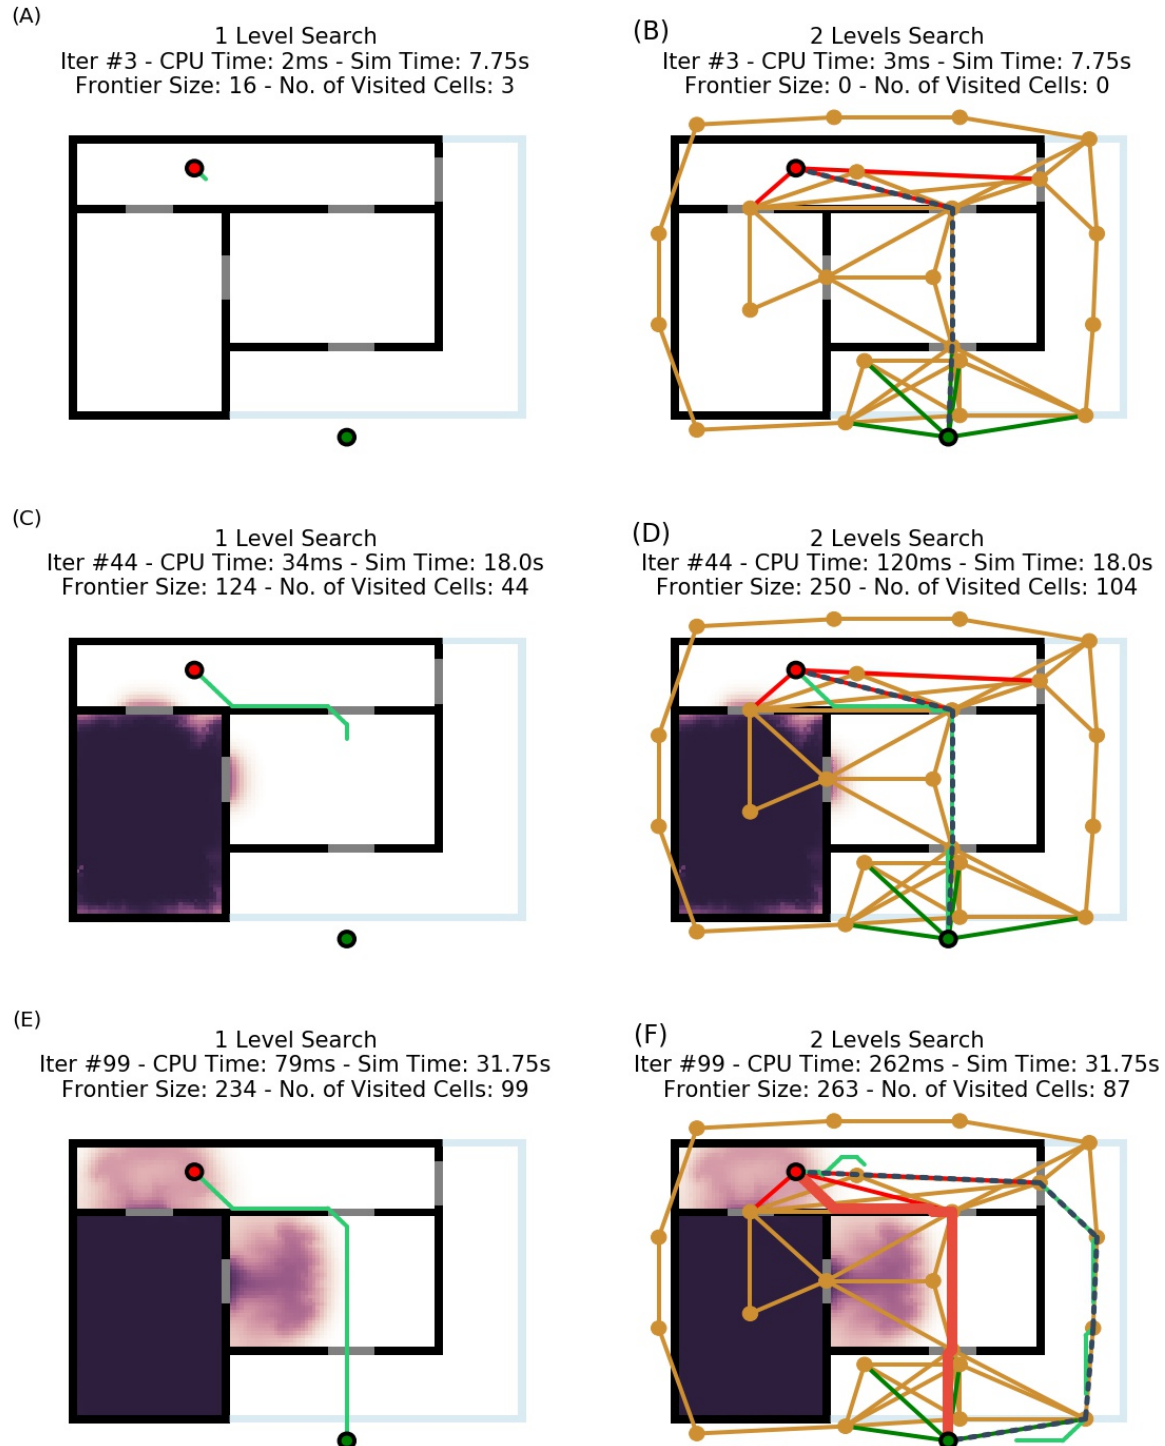 (A)
1 Level Search
Iter #3 - CPU Time: 2ms - Sim Time: 7.75s
Frontier Size: 16 - No. of Visited Cells: 3
(B)
2 Levels Search
Iter #3 - CPU Time: 3ms - Sim Time: 7.75s
Frontier Size: 0 - No. of Visited Cells: 0
(C)
1 Level Search
Iter #44 - CPU Time: 34ms - Sim Time: 18.0s
Frontier Size: 124 - No. of Visited Cells: 44
(D)
2 Levels Search
Iter #44 - CPU Time: 120ms - Sim Time: 18.0s
Frontier Size: 250 - No. of Visited Cells: 104
(E)
1 Level Search
Iter #99 - CPU Time: 79ms - Sim Time: 31.75s
Frontier Size: 234 - No. of Visited Cells: 99
(F)
2 Levels Search
Iter #99 - CPU Time: 262ms - Sim Time: 31.75s
Frontier Size: 263 - No. of Visited Cells: 87